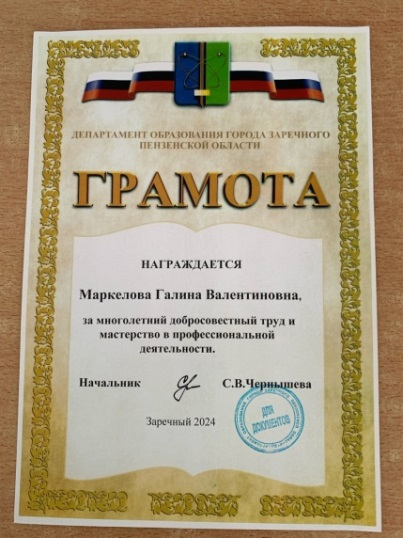 ДЕПАРТАМЕНТ ОБРАЗОВАНИЯ ГОРОДА ЗАРЕЧНОГО
ПЕНЗЕНСКОЙ ОБЛАСТИ
ГРАМОТА
НАГРАЖДАЕТСЯ
Маркелова Галина Валентиновна,
за многолетний добросовестный труд и
мастерство в профессиональной
деятельности.
Начальник С.В.Чернышева
ДЛЯ
ДОКУМЕНТОВ
Заречный 2024